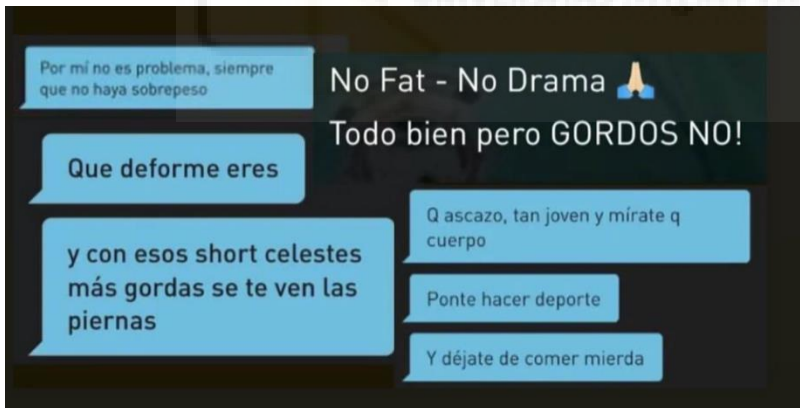 Por mí no es problema, siempre
que no haya sobrepeso
No Fat - No Drama 🙏🏻
Todo bien pero GORDOS NO!
Que deforme eres
y con esos short celestes
más gordas se te ven las
piernas
Q ascazo, tan joven y mírate q
cuerpo
Ponte hacer deporte
Y déjate de comer mierda